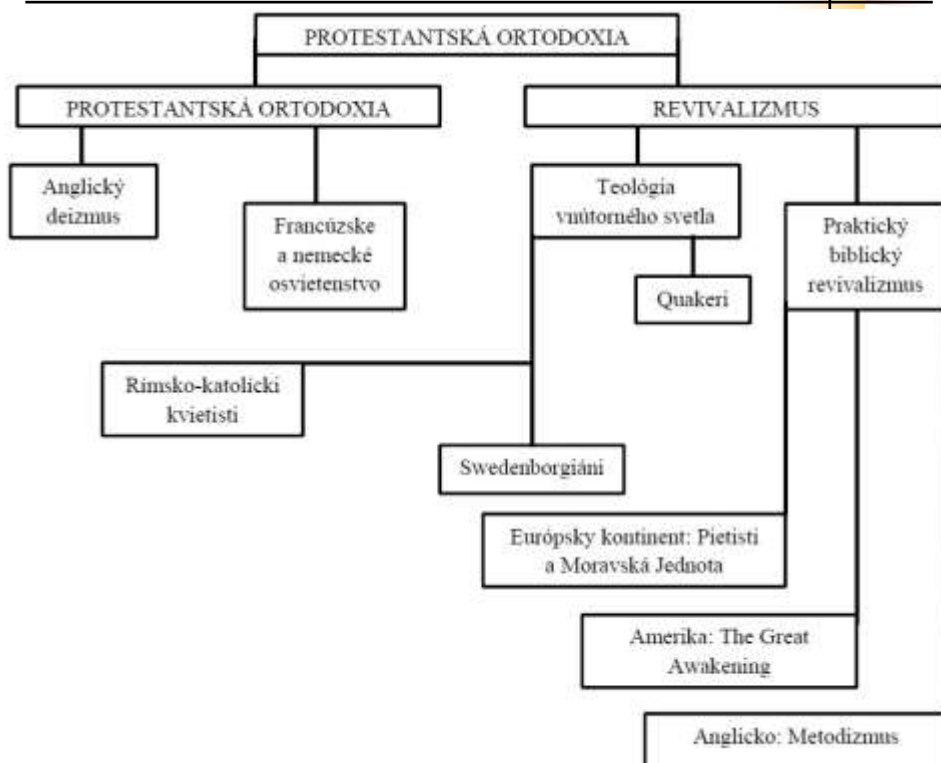 PROTESTANTSKÁ ORTODOXIA
PROTESTANTSKÁ ORTODOXIA
REVIVALIZMUS
Anglický
deizmus
Francúzske
a nemecké
osvietenstvo
Teológia
vnútorného svetla
Praktický
biblický
revivalizmus
Quakeri
Rímsko-katolícki
kvietisti
Swedenborgiáni
Európsky kontinent: Pietisti
a Moravská Jednota
Amerika: The Great
Awakening
Anglicko: Metodizmus